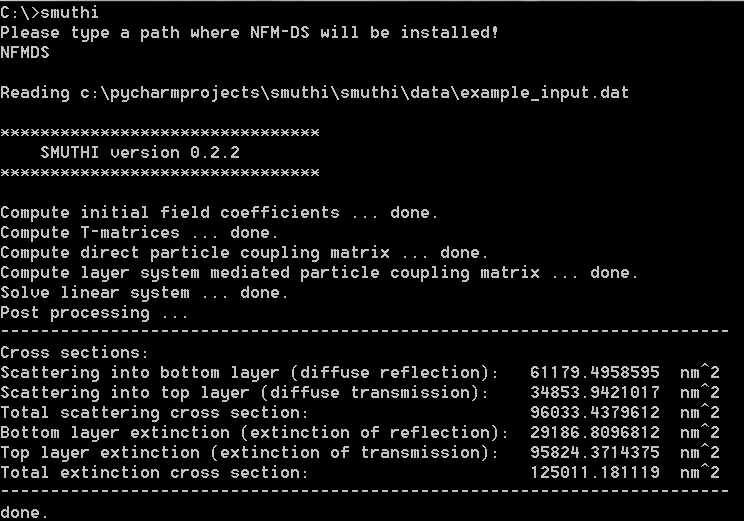 C:\>smuthi
Please type a path where NFM-DS will be installed!
NFMDS
Reading c:\pycharmprojects\smuthi\smuthi\data\example_input.dat
********************************
SMUTHI version 0.2.2
********************************
Compute initial field coefficients ... done.
Compute T-matrices ... done.
Compute direct particle coupling matrix ... done.
Compute layer system mediated particle coupling matrix ... done.
Solve linear system ... done.
Post processing ...
-------------------------------------------------------------------------
Cross sections:
Scattering into bottom layer (diffuse reflection):   61179.4958595  nm^2
Scattering into top layer (diffuse transmission):    34853.9421017  nm^2
Total scattering cross section:                      96033.4379612  nm^2
Bottom layer extinction (extinction of reflection):  29186.8096812  nm^2
Top layer extinction (extinction of transmission):   95824.3714375  nm^2
Total extinction cross section:                      125011.181119  nm^2
-------------------------------------------------------------------------
done.